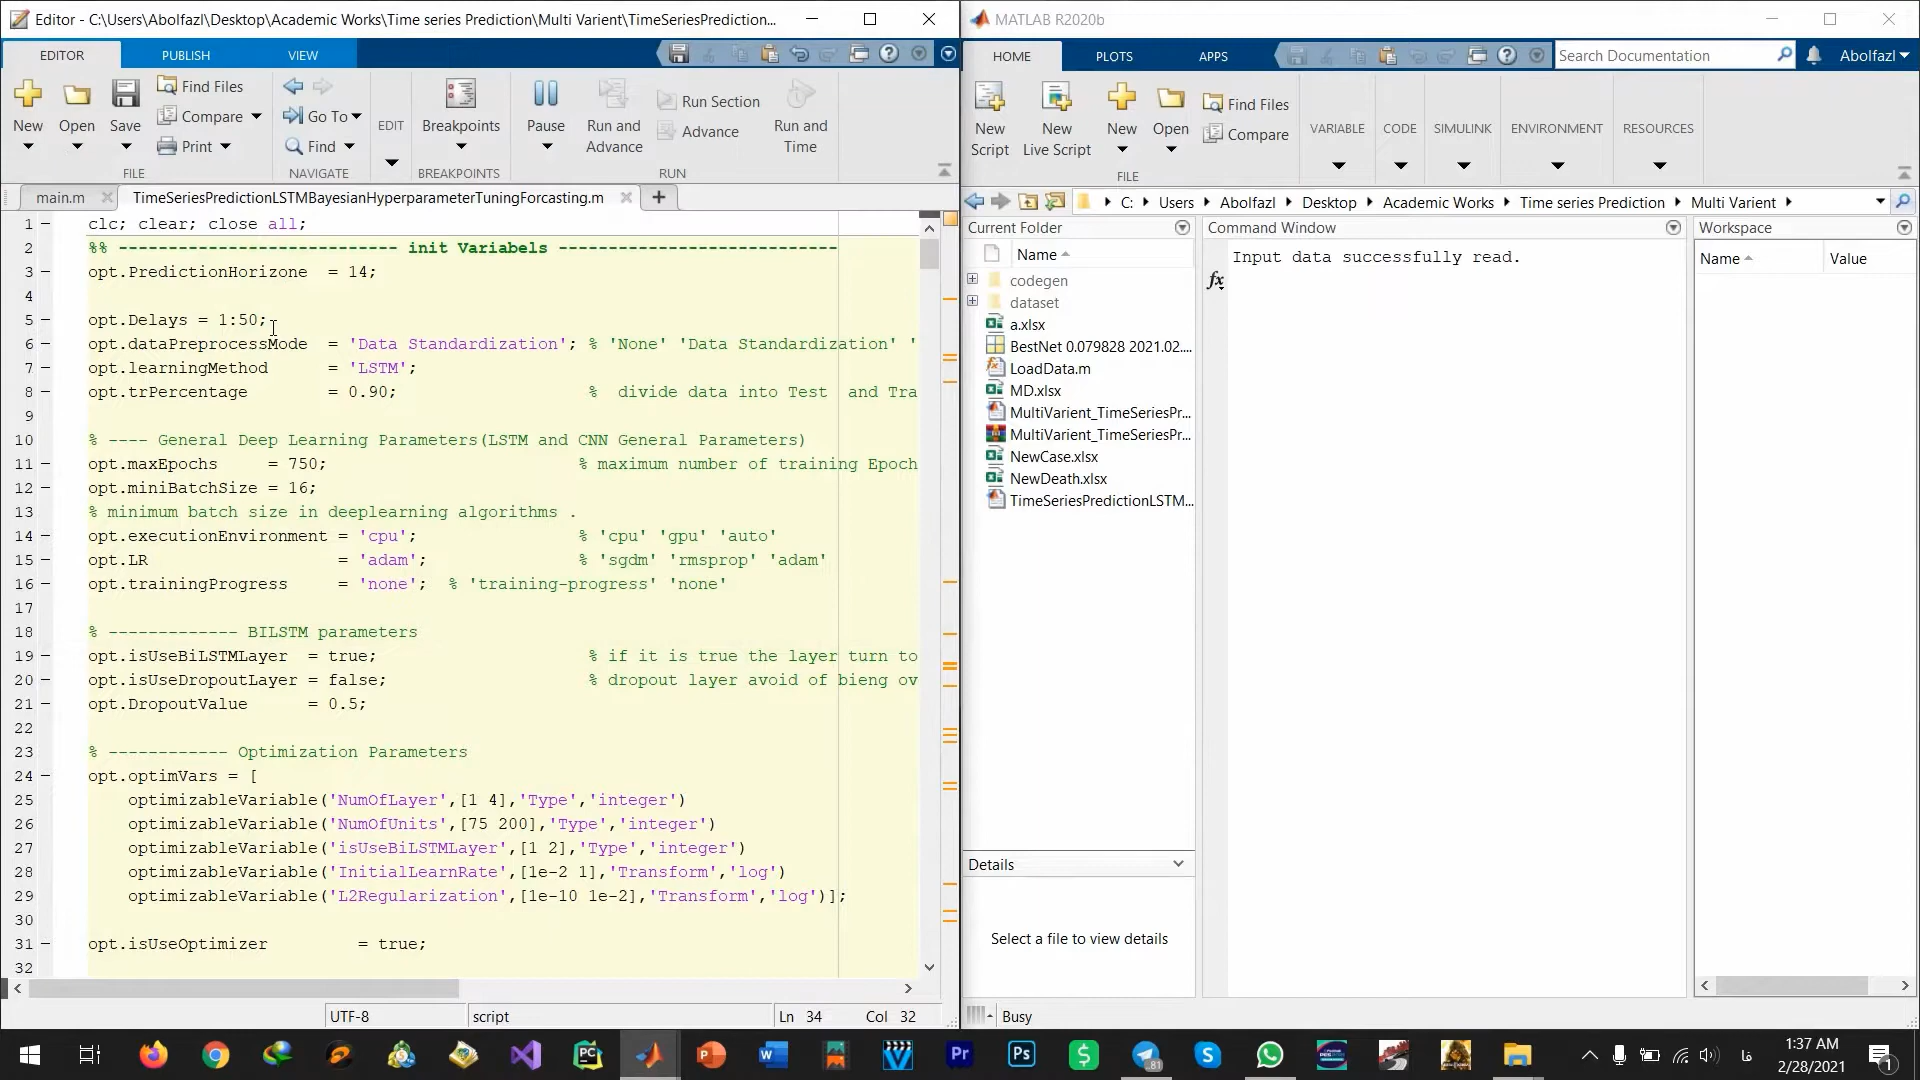 Editor - C:\Users\Abolfazl\Desktop\Academic Works\Time series Prediction\Multi Varient\TimeSeriesPrediction...
EDITOR PUBLISH VIEW
New Open Save
Find Files
Compare
Print
FILE
Go To
Find
NAVIGATE
EDIT
Breakpoints
BREAKPOINTS
Pause
Run and Advance
Run Section
Advance
Run and Time
RUN
main.m
TimeSeriesPredictionLSTMBayesianHyperparameterTuningForcasting.m
1 clc; clear; close all;
2 %% ---------------------------- init Variabels ----------------------------
3 opt.PredictionHorizone = 14;
4
5 opt.Delays = 1:50;
6 opt.dataPreprocessMode = 'Data Standardization'; % 'None' 'Data Standardization' '
7 opt.learningMethod = 'LSTM';
8 opt.trPercentage = 0.90; % divide data into Test and Tra
9
10 % ---- General Deep Learning Parameters(LSTM and CNN General Parameters)
11 opt.maxEpochs = 750; % maximum number of training Epoch
12 opt.miniBatchSize = 16;
13 % minimum batch size in deeplearning algorithms .
14 opt.executionEnvironment = 'cpu'; % 'cpu' 'gpu' 'auto'
15 opt.LR = 'adam'; % 'sgdm' 'rmsprop' 'adam'
16 opt.trainingProgress = 'none'; % 'training-progress' 'none'
17
18 % ------------- BILSTM parameters
19 opt.isUseBiLSTMLayer = true; % if it is true the layer turn to
20 opt.isUseDropoutLayer = false; % dropout layer avoid of bieng ov
21 opt.DropoutValue = 0.5;
22
23 % ------------ Optimization Parameters
24 opt.optimVars = [
25 optimizableVariable('NumOfLayer',[1 4],'Type','integer')
26 optimizableVariable('NumOfUnits',[75 200],'Type','integer')
27 optimizableVariable('isUseBiLSTMLayer',[1 2],'Type','integer')
28 optimizableVariable('InitialLearnRate',[1e-2 1],'Transform','log')
29 optimizableVariable('L2Regularization',[1e-10 1e-2],'Transform','log')];
30
31 opt.isUseOptimizer = true;
32
UTF-8 script Ln 34 Col 32
MATLAB R2020b
HOME PLOTS APPS
Search Documentation
Abolfazl
New Script
New Live Script
New
Open
Find Files
Compare
FILE
VARIABLE CODE SIMULINK ENVIRONMENT RESOURCES
C: Users Abolfazl Desktop Academic Works Time series Prediction Multi Varient
Current Folder
Name
codegen
dataset
a.xlsx
BestNet 0.079828 2021.02....
LoadData.m
MD.xlsx
MultiVarient_TimeSeriesPr...
MultiVarient_TimeSeriesPr...
NewCase.xlsx
NewDeath.xlsx
TimeSeriesPredictionLSTM...
Details
Select a file to view details
Command Window
Input data successfully read.
fx
Workspace
Name Value
Busy
PC
Pr
Ps
81
فا
1:37 AM
2/28/2021
1